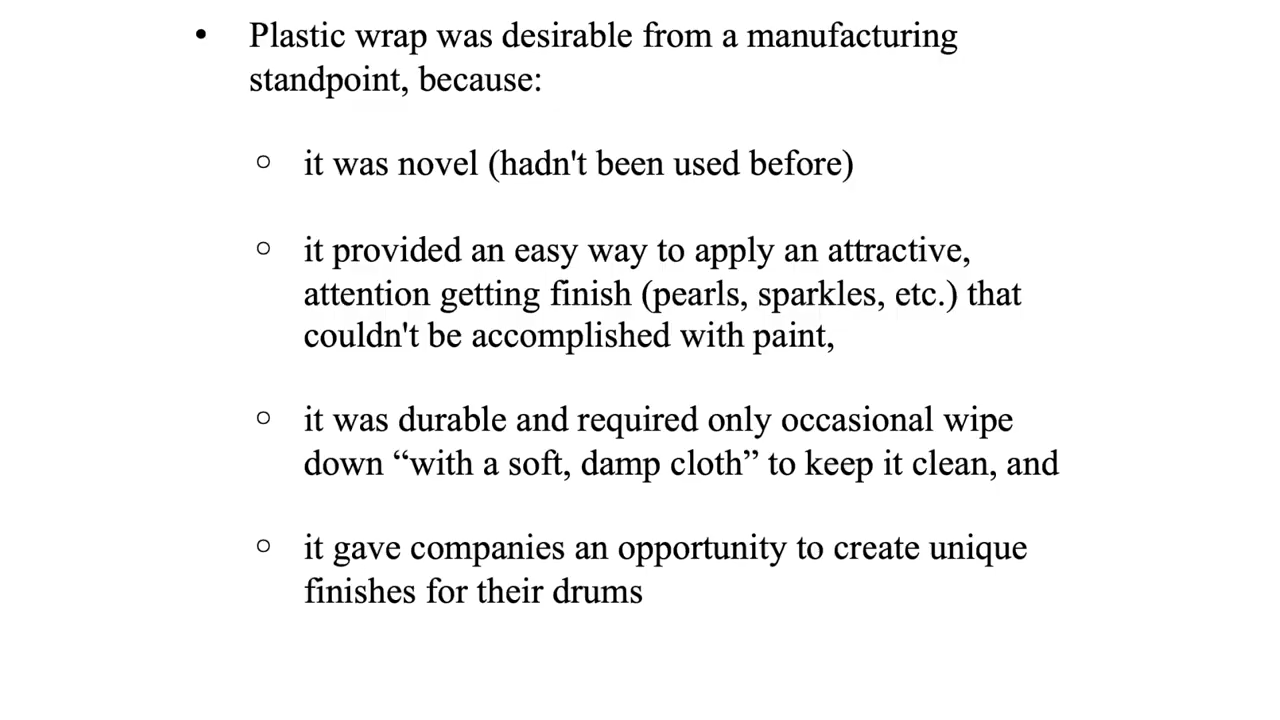 • Plastic wrap was desirable from a manufacturing
standpoint, because:
○ it was novel (hadn't been used before)
○ it provided an easy way to apply an attractive,
attention getting finish (pearls, sparkles, etc.) that
couldn't be accomplished with paint,
○ it was durable and required only occasional wipe
down “with a soft, damp cloth” to keep it clean, and
○ it gave companies an opportunity to create unique
finishes for their drums